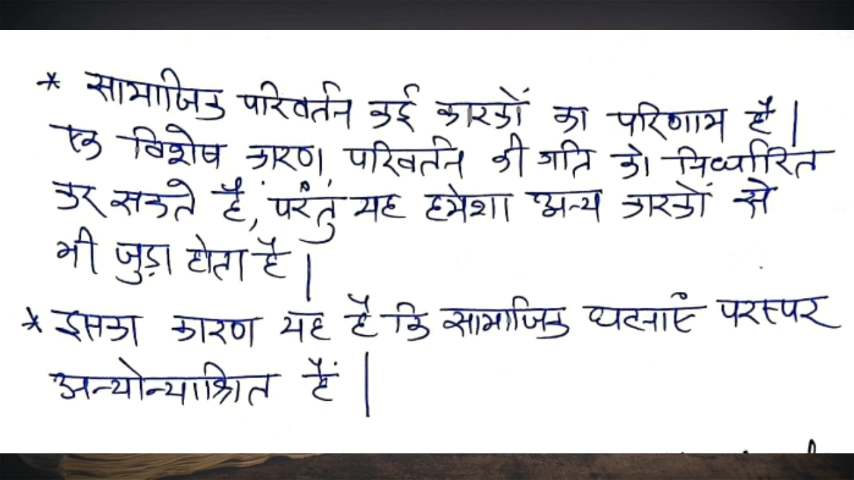 * सामाजिक परिवर्तन कई कारकों का परिणाम है |
एक विशेष कारण परिवर्तन की गति को निर्धारित
कर सकते हैं, परंतु यह हमेशा अन्य कारकों से
भी जुड़ा होता है |
* इसका कारण यह है कि सामाजिक घटनाएं परस्पर
अन्योन्याश्रित हैं |